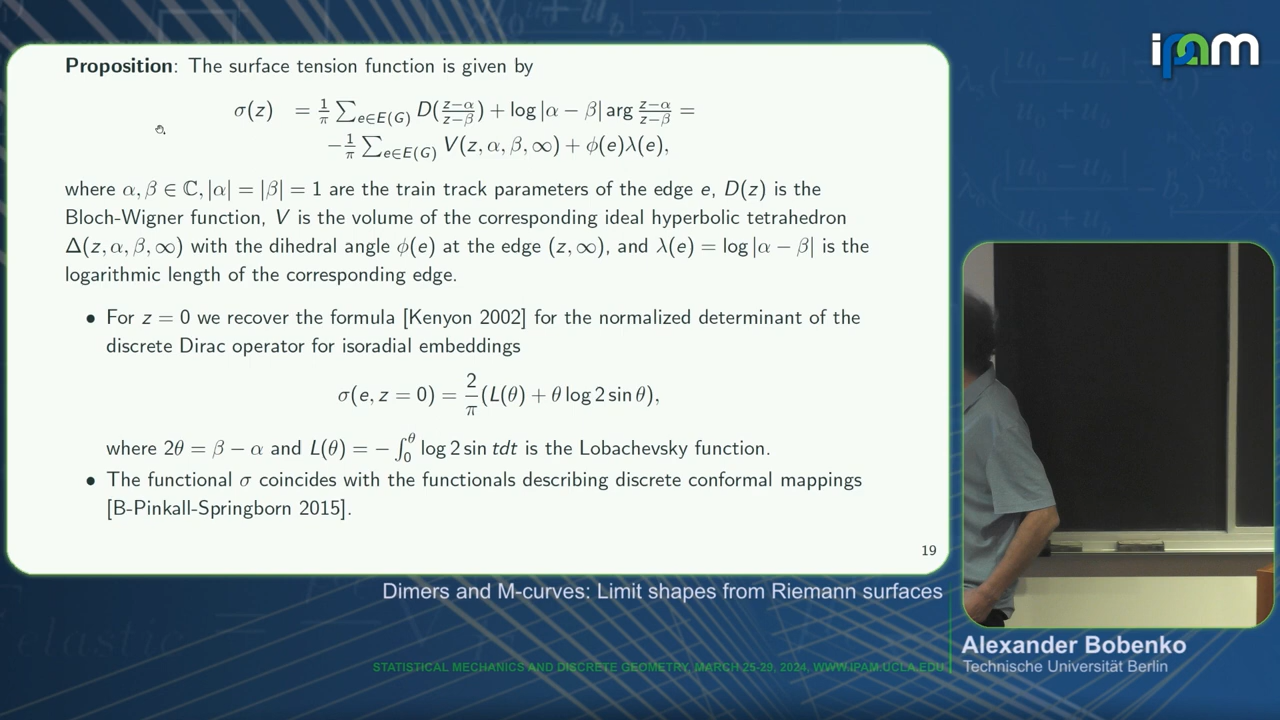 ipam
Proposition: The surface tension function is given by
σ(z) = 1/π ∑_{e∈E(G)} D((z−α)/(z−β)) + log|α − β| arg (z−α)/(z−β) =
−1/π ∑_{e∈E(G)} V(z, α, β, ∞) + ϕ(e)λ(e),
where α, β ∈ ℂ, |α| = |β| = 1 are the train track parameters of the edge e, D(z) is the
Bloch-Wigner function, V is the volume of the corresponding ideal hyperbolic tetrahedron
Δ(z, α, β, ∞) with the dihedral angle ϕ(e) at the edge (z, ∞), and λ(e) = log|α − β| is the
logarithmic length of the corresponding edge.
• For z = 0 we recover the formula [Kenyon 2002] for the normalized determinant of the
discrete Dirac operator for isoradial embeddings
σ(e, z = 0) = 2/π (L(θ) + θ log 2 sin θ),
where 2θ = β − α and L(θ) = − ∫_0^θ log 2 sin tdt is the Lobachevsky function.
• The functional σ coincides with the functionals describing discrete conformal mappings
[B-Pinkall-Springborn 2015].
19
Dimers and M-curves: Limit shapes from Riemann surfaces
Alexander Bobenko
Technische Universität Berlin
STATISTICAL MECHANICS AND DISCRETE GEOMETRY, MARCH 25-29, 2024, WWW.IPAM.UCLA.EDU
elastic